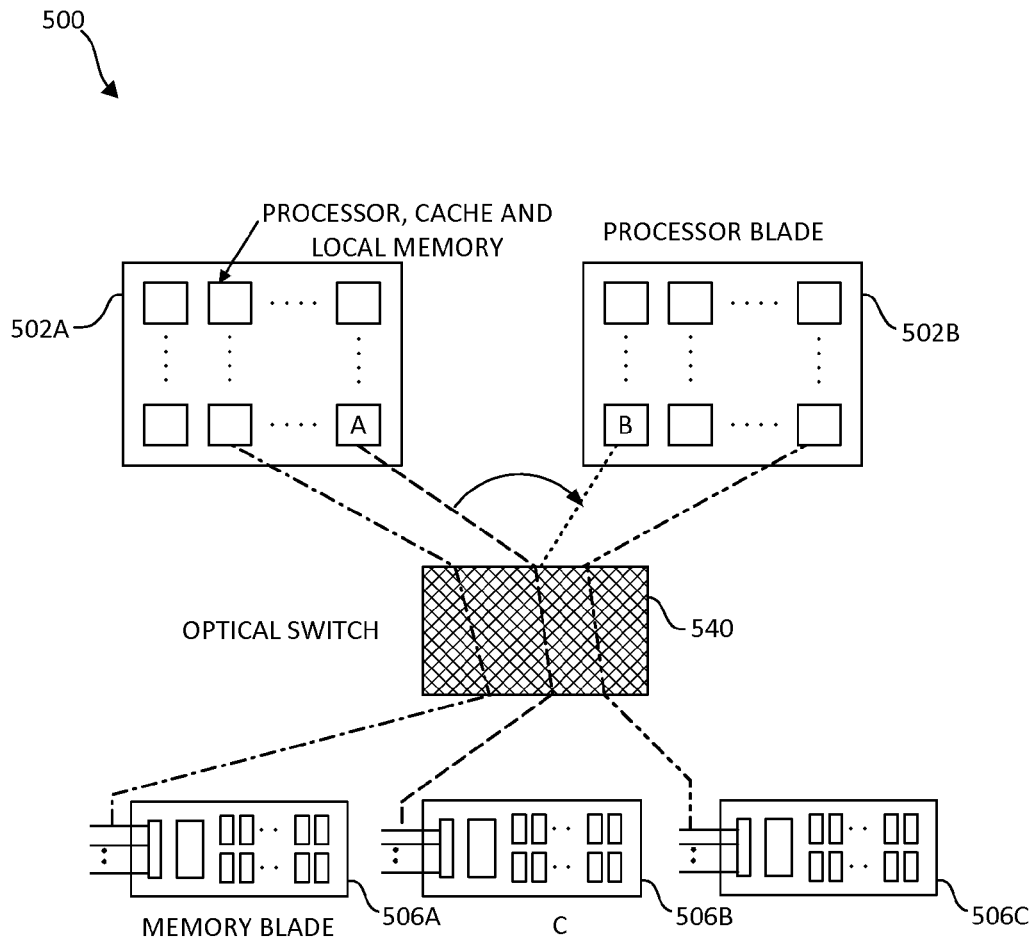 500
PROCESSOR, CACHE AND
LOCAL MEMORY
PROCESSOR BLADE
502A
502B
A
B
OPTICAL SWITCH
540
506A
506B
506C
MEMORY BLADE
C